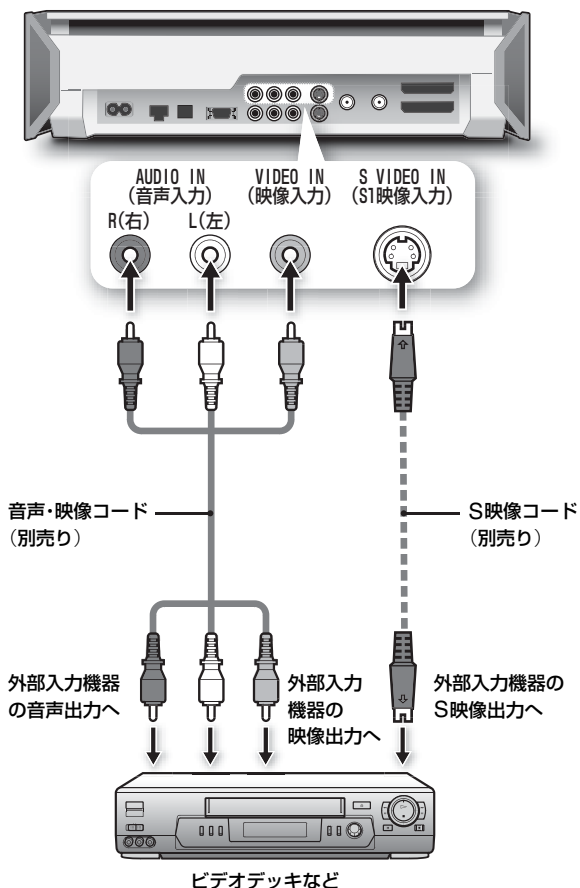 AUDIO IN
(音声入力)
VIDEO IN
(映像入力)
S VIDEO IN
(S1映像入力)
R(右)
L(左)
音声・映像コード
(別売り)
S映像コード
(別売り)
外部入力機器
の音声出力へ
外部入力
機器の
映像出力へ
外部入力機器の
S映像出力へ
ビデオデッキなど